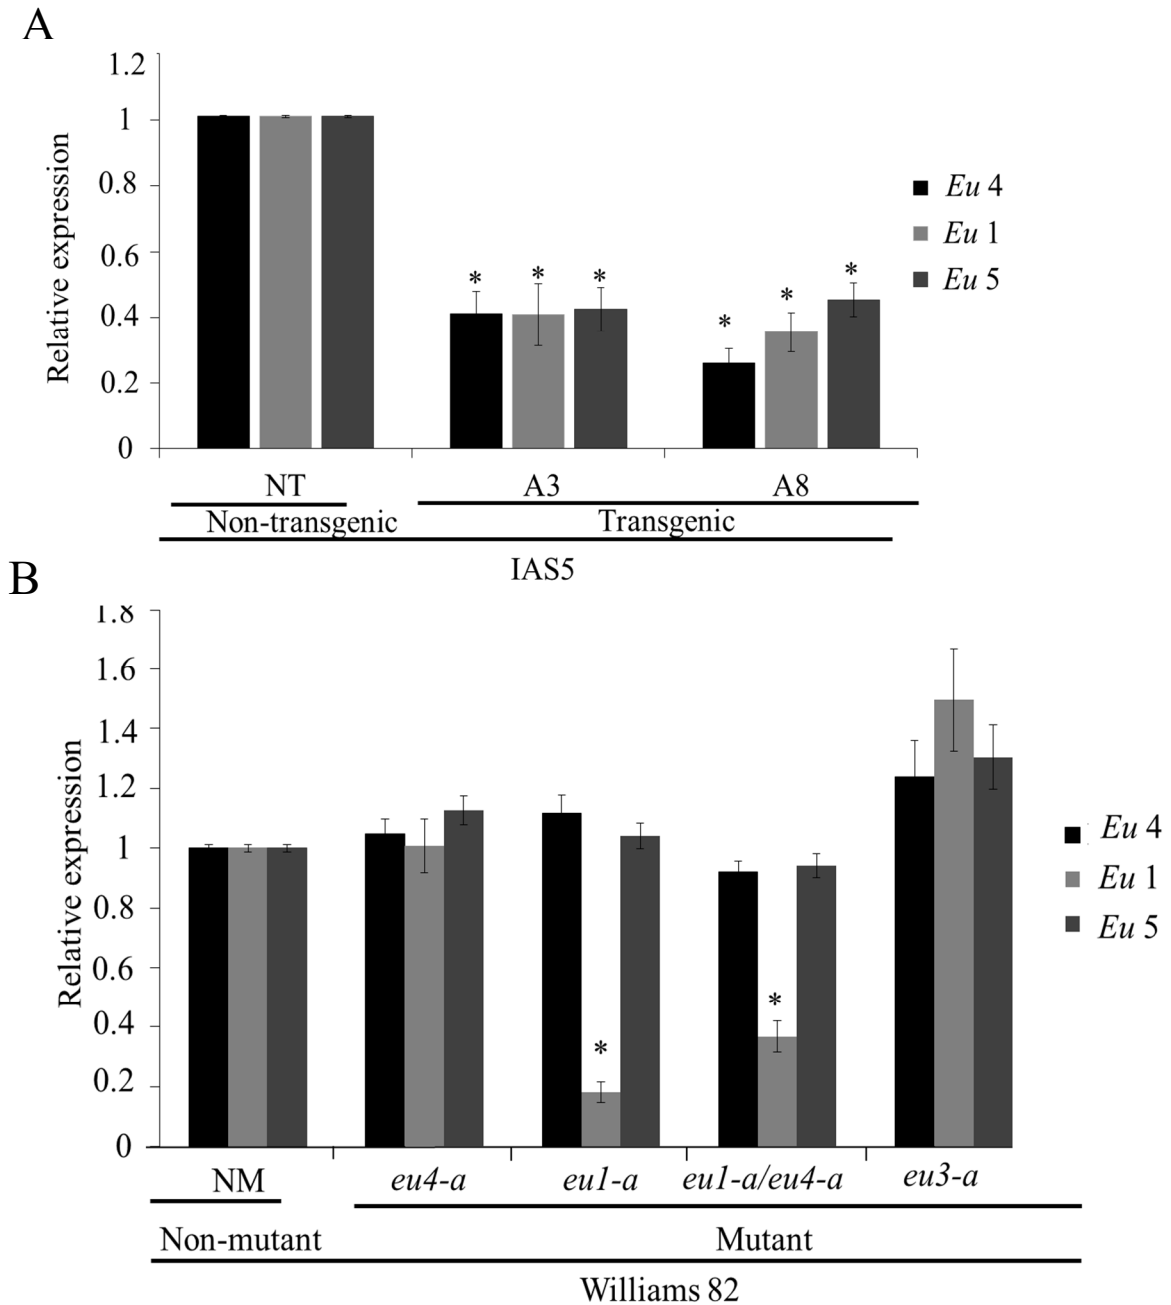 A
1.2
1
0.8
0.6
0.4
0.2
0
Relative expression
* * * * * *
Eu 4
Eu 1
Eu 5
NT A3 A8
Non-transgenic Transgenic
IAS5
B
1.8
1.6
1.4
1.2
1
0.8
0.6
0.4
0.2
0
Relative expression
* *
Eu 4
Eu 1
Eu 5
NM eu4-a eu1-a eu1-a/eu4-a eu3-a
Non-mutant Mutant
Williams 82